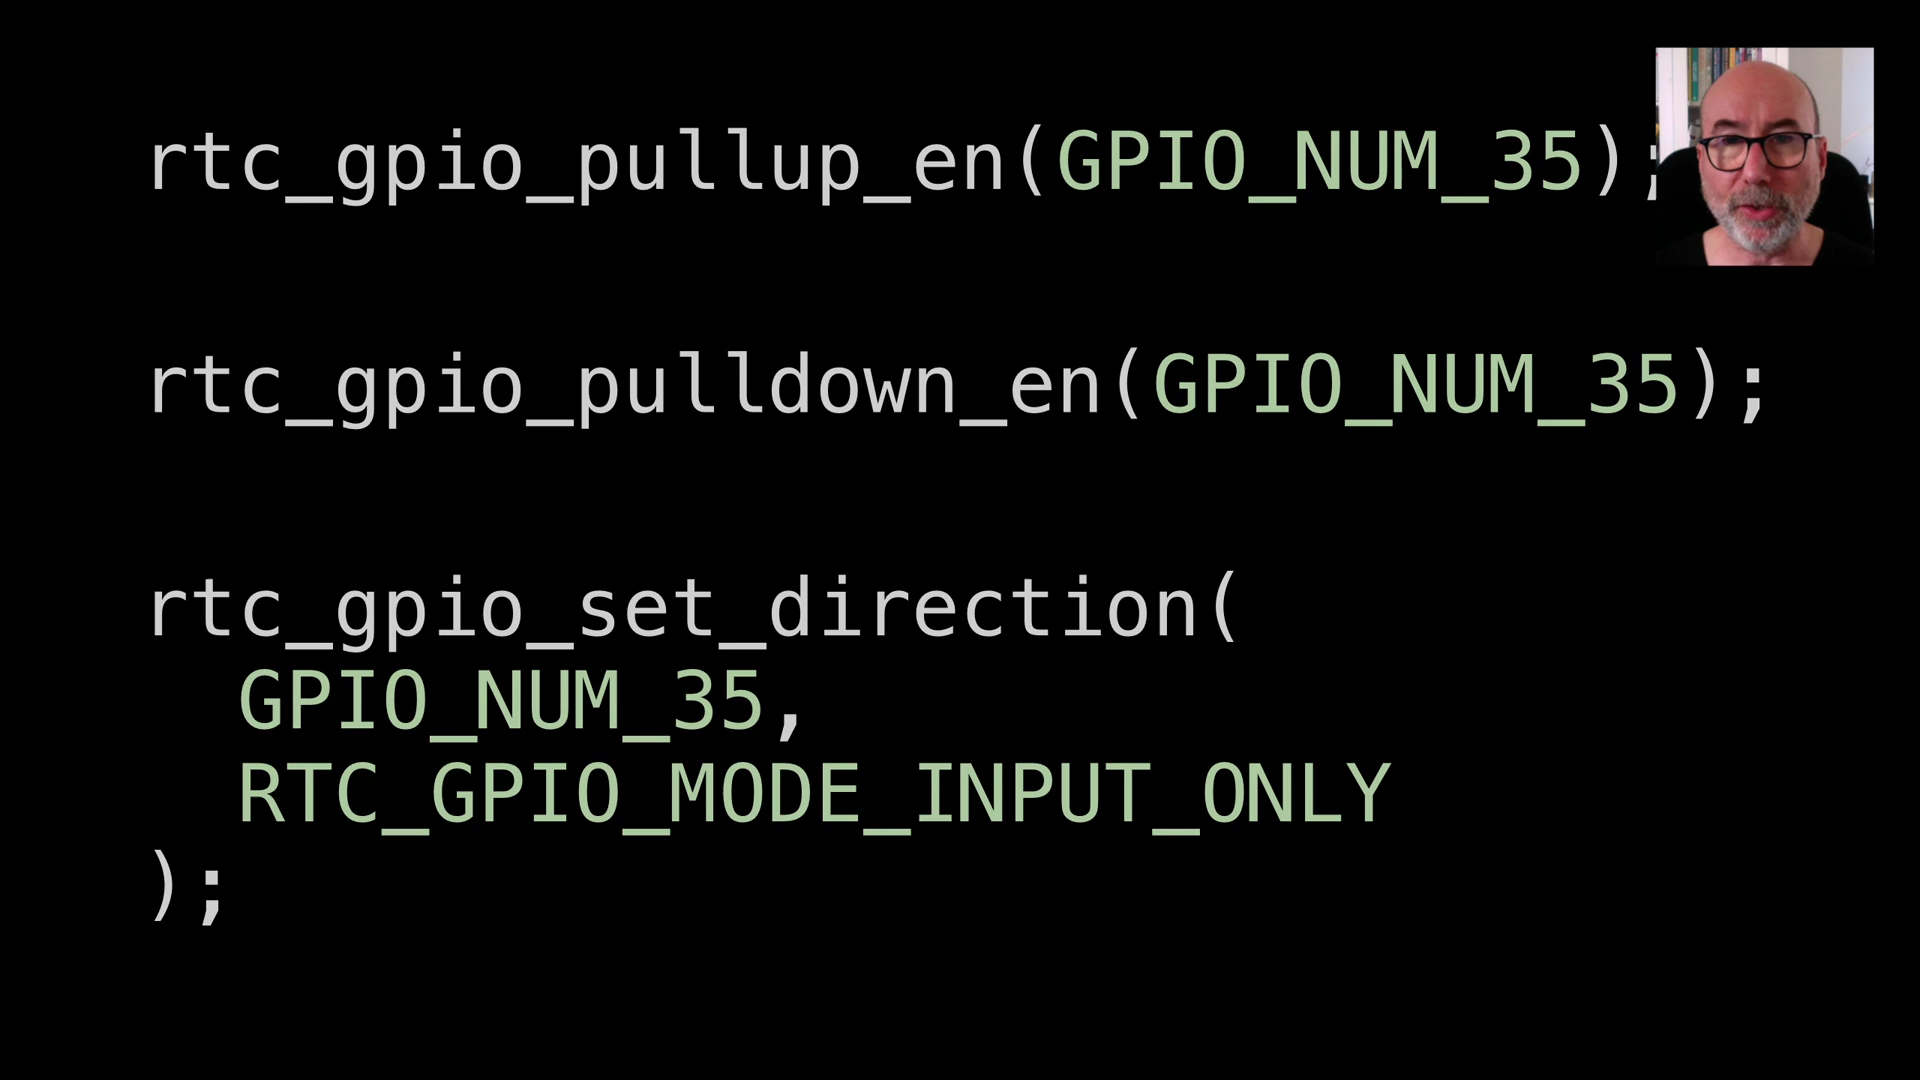 rtc_gpio_pullup_en(GPIO_NUM_35);
rtc_gpio_pulldown_en(GPIO_NUM_35);
rtc_gpio_set_direction(
GPIO_NUM_35,
RTC_GPIO_MODE_INPUT_ONLY
);